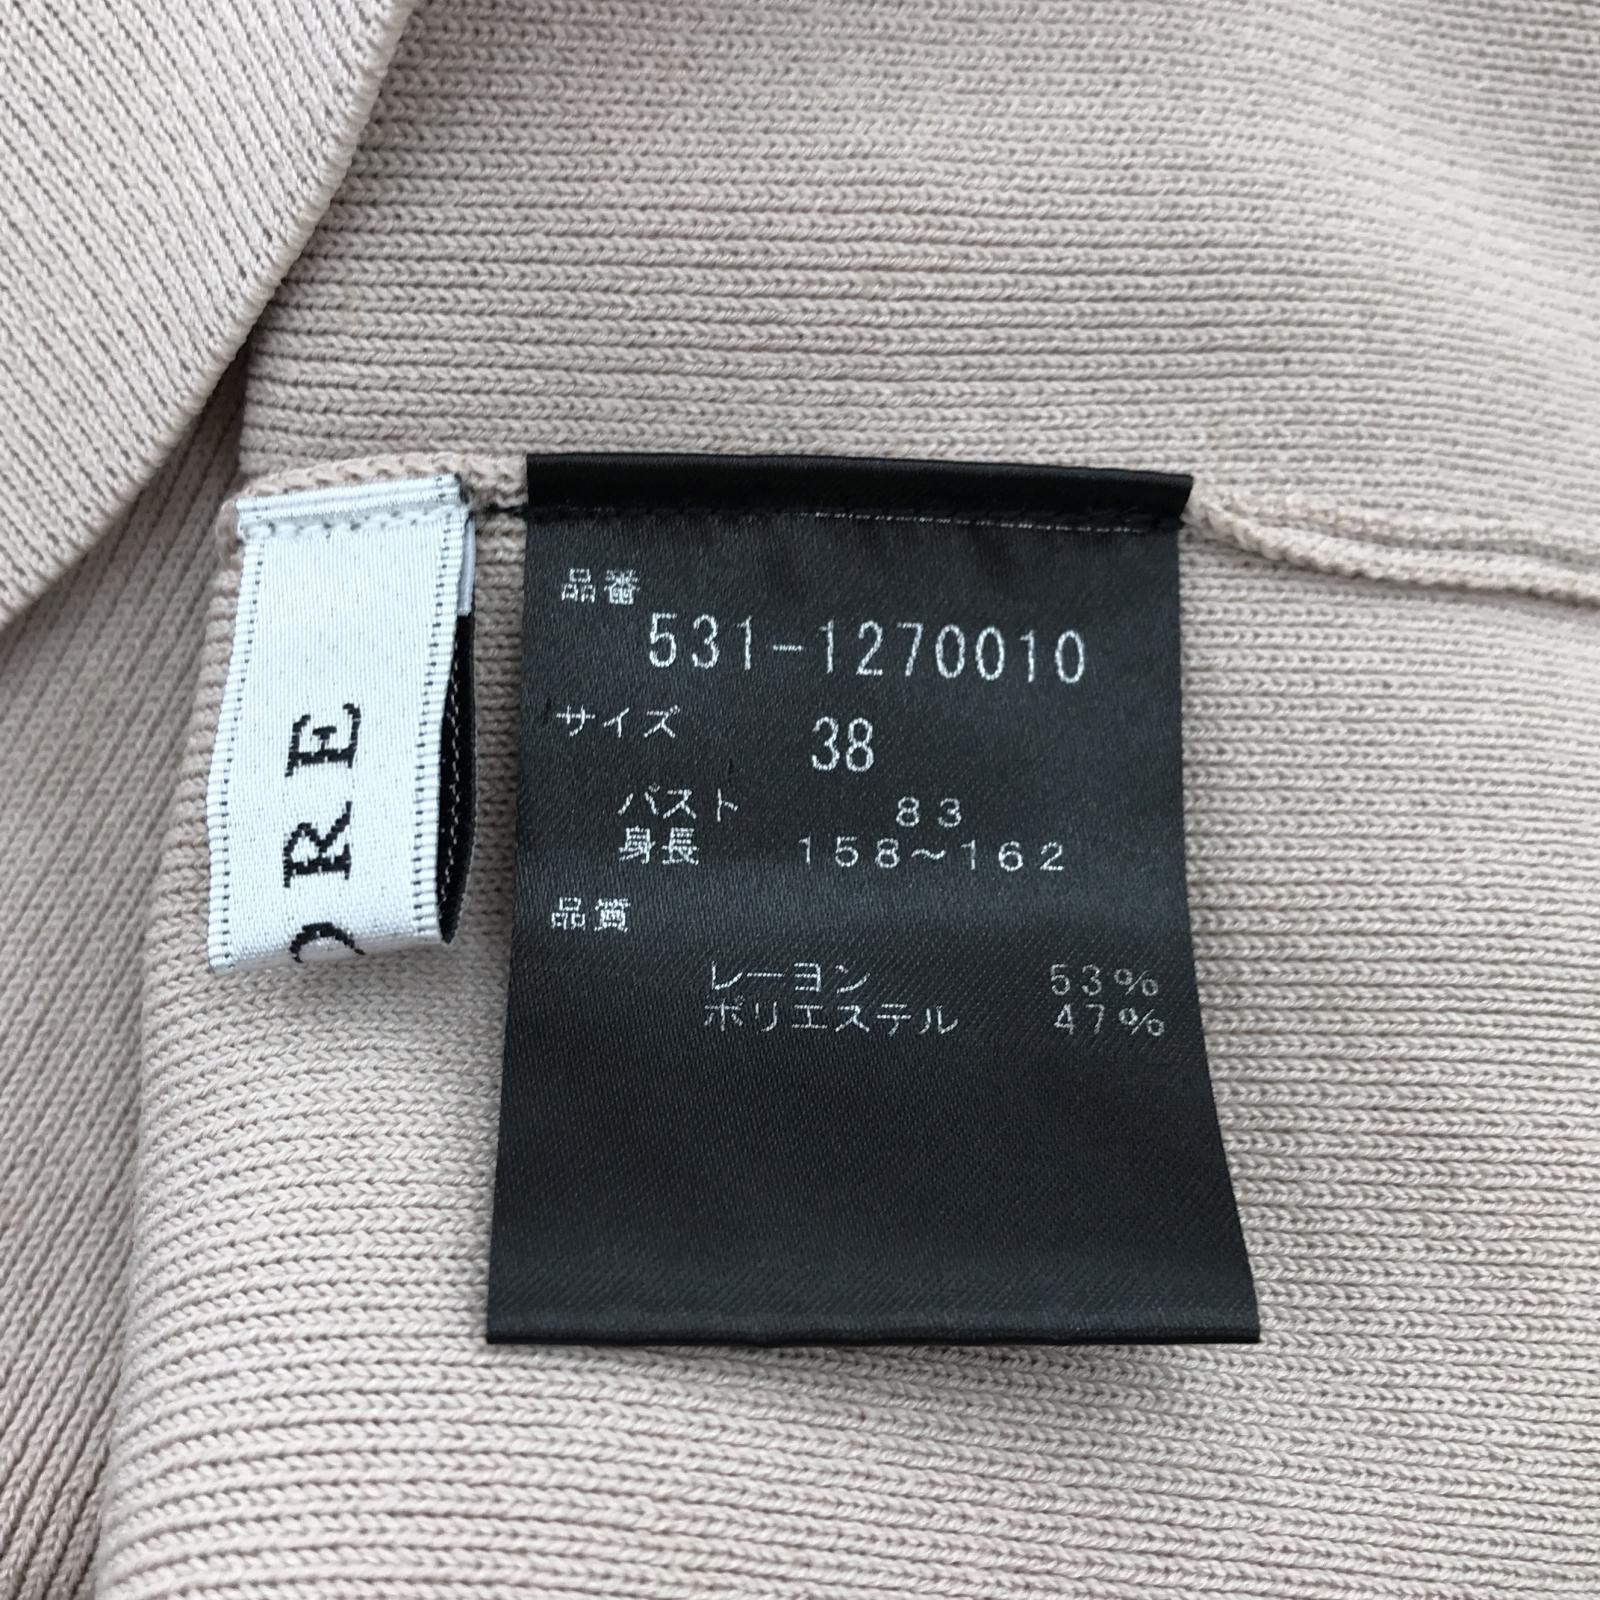 ORE
品番
531-1270010
サイズ 38
バスト 83
身長 158~162
品質
レーヨン 53%
ポリエステル 47%